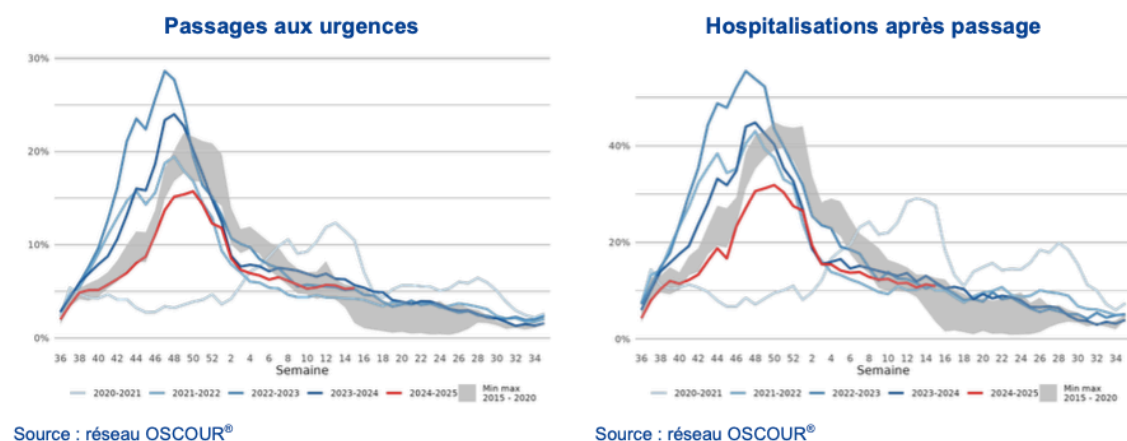 Passages aux urgences
30%
20%
10%
0%
36 38 40 42 44 46 48 50 52 2 4 6 8 10 12 14 16 18 20 22 24 26 28 30 32 34
Semaine
2020-2021 2021-2022 2022-2023 2023-2024 2024-2025 Min max
2015 - 2020
Source : réseau OSCOUR®
Hospitalisations après passage
40%
20%
0%
36 38 40 42 44 46 48 50 52 2 4 6 8 10 12 14 16 18 20 22 24 26 28 30 32 34
Semaine
2020-2021 2021-2022 2022-2023 2023-2024 2024-2025 Min max
2015 - 2020
Source : réseau OSCOUR®